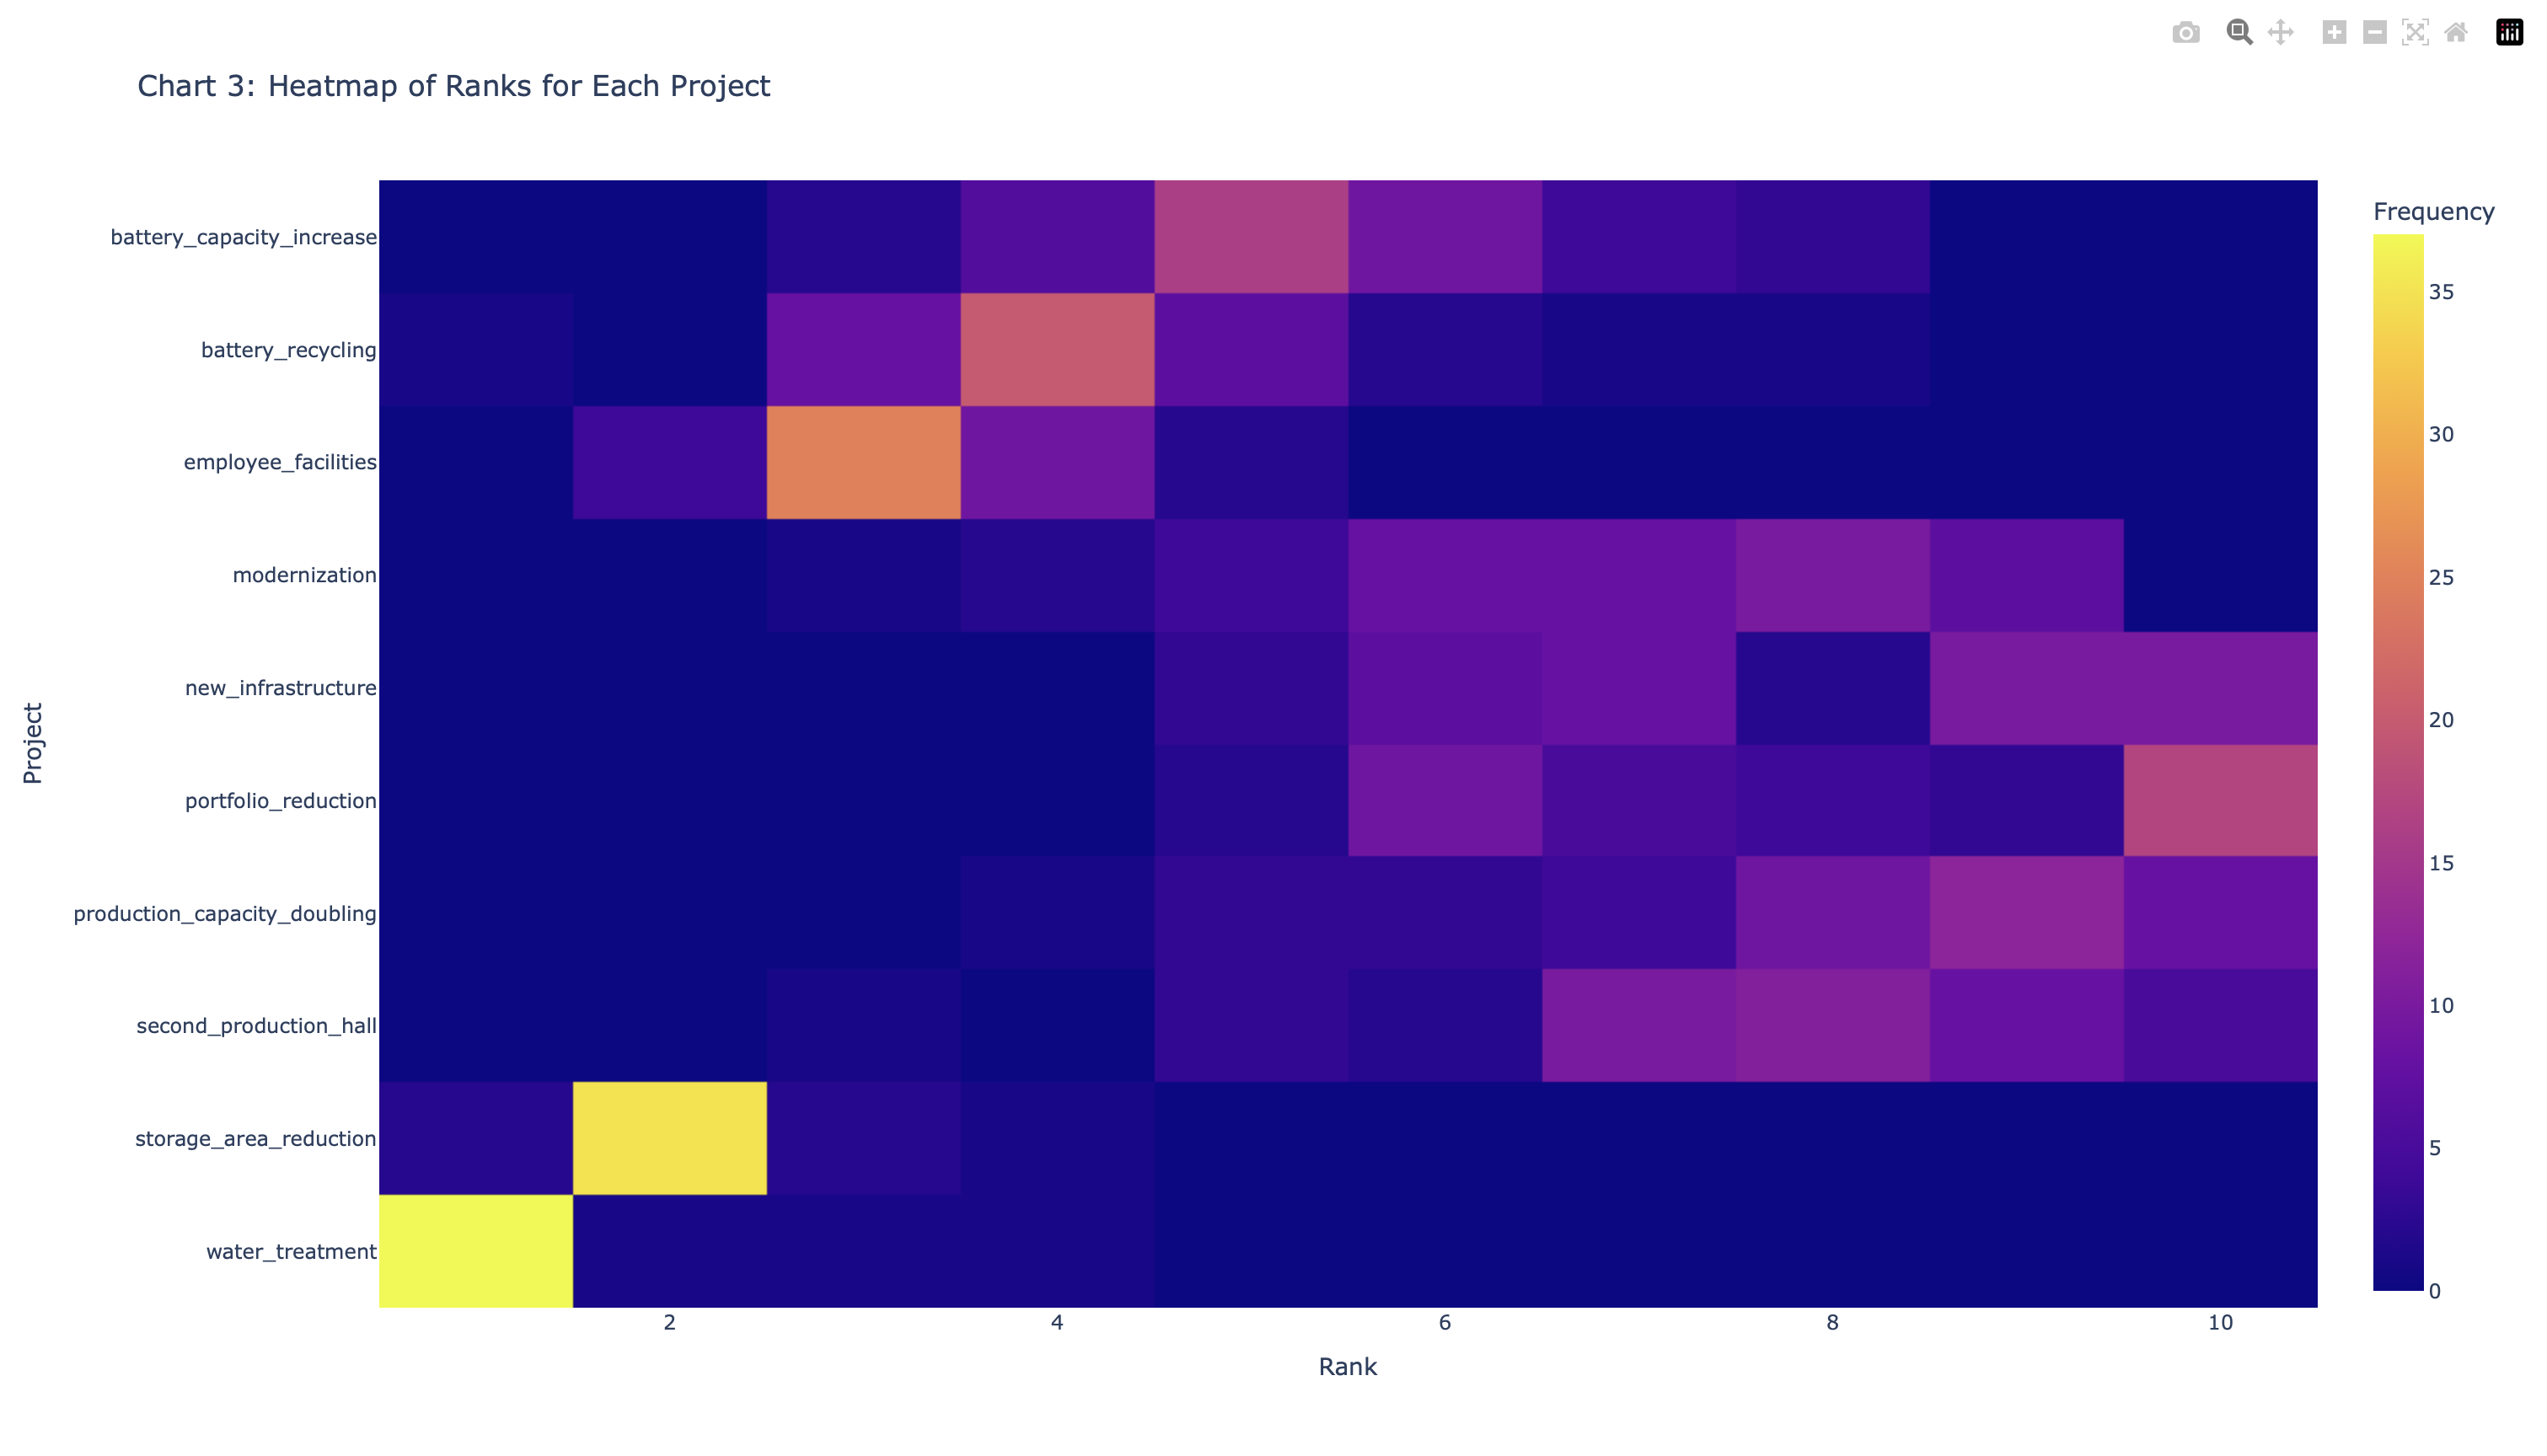 Chart 3: Heatmap of Ranks for Each Project
Frequency
battery_capacity_increase
battery_recycling
employee_facilities
modernization
new_infrastructure
portfolio_reduction
production_capacity_doubling
second_production_hall
storage_area_reduction
water_treatment
Project
2 4 6 8 10
Rank
35
30
25
20
15
10
5
0